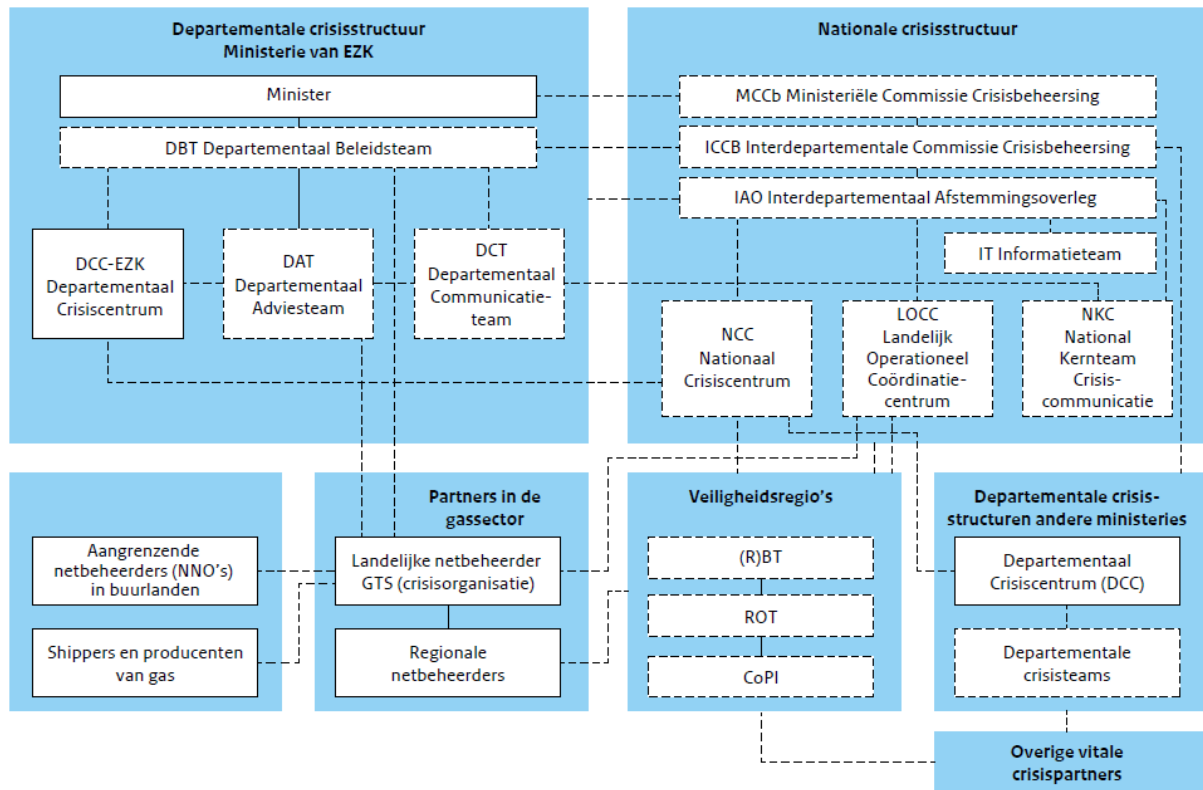 Departementale crisisstructuur
Ministerie van EZK
Minister
DBT Departementaal Beleidsteam
DCC-EZK
Departementaal
Crisiscentrum
DAT
Departementaal
Adviesteam
DCT
Departementaal
Communicatie-
team
Nationale crisisstructuur
MCCb Ministeriële Commissie Crisisbeheersing
ICCB Interdepartementale Commissie Crisisbeheersing
IAO Interdepartementaal Afstemmingsoverleg
IT Informatieteam
NCC
Nationaal
Crisiscentrum
LOCC
Landelijk
Operationeel
Coördinatie-
centrum
NKC
National
Kernteam
Crisis-
communicatie
Aangrenzende
netbeheerders (NNO's)
in buurlanden
Shippers en producenten
van gas
Partners in de
gassector
Landelijke netbeheerder
GTS (crisisorganisatie)
Regionale
netbeheerders
Veiligheidsregio's
(R)BT
ROT
CoPI
Departementale crisis-
structuren andere ministeries
Departementaal
Crisiscentrum (DCC)
Departementale
crisisteams
Overige vitale
crisispartners